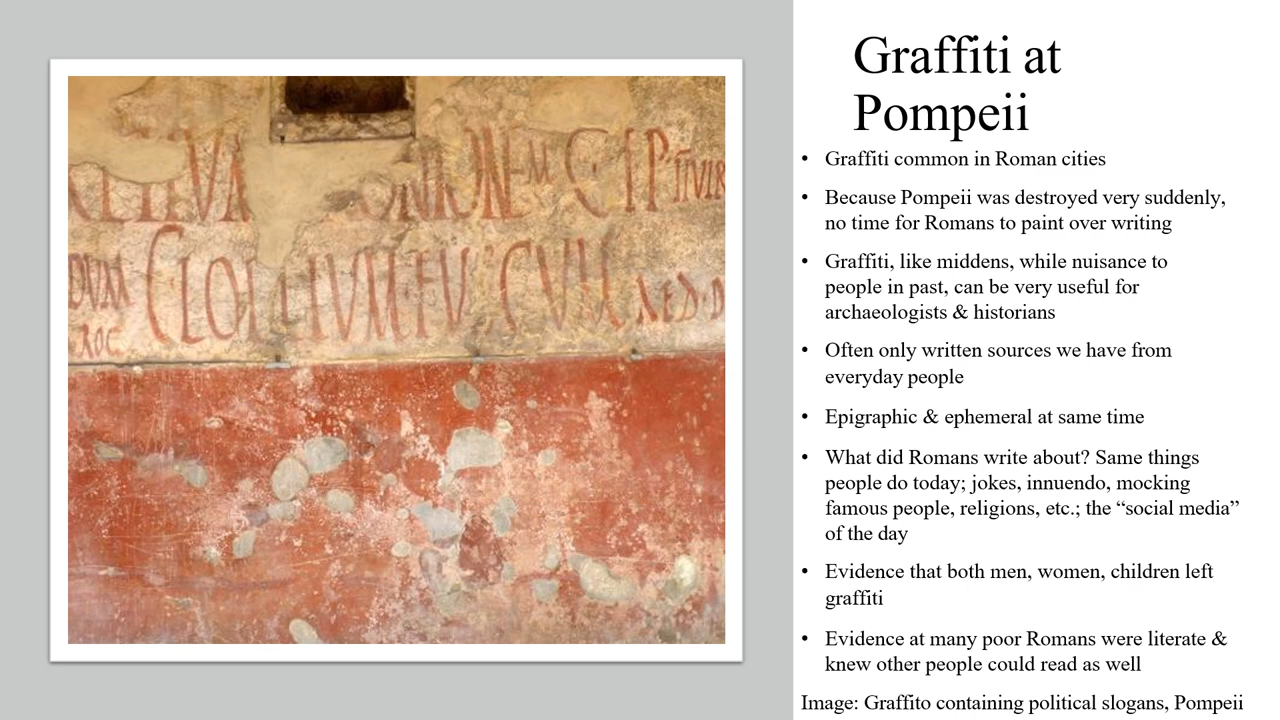 ROC
AED·D
Graffiti at
Pompeii
• Graffiti common in Roman cities
• Because Pompeii was destroyed very suddenly,
no time for Romans to paint over writing
• Graffiti, like middens, while nuisance to
people in past, can be very useful for
archaeologists & historians
• Often only written sources we have from
everyday people
• Epigraphic & ephemeral at same time
• What did Romans write about? Same things
people do today; jokes, innuendo, mocking
famous people, religions, etc.; the “social media”
of the day
• Evidence that both men, women, children left
graffiti
• Evidence at many poor Romans were literate &
knew other people could read as well
Image: Graffito containing political slogans, Pompeii